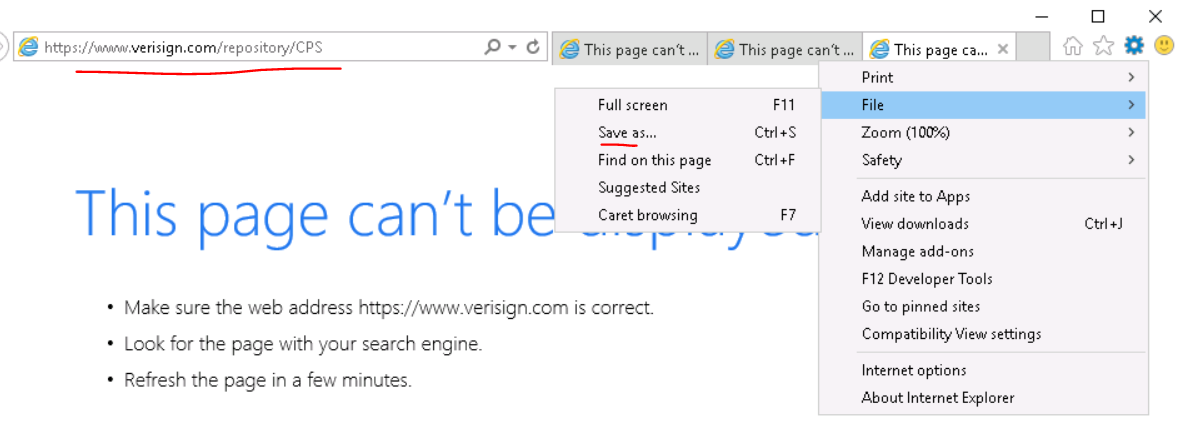 https://www.verisign.com/repository/CPS
This page can't ...
This page can't ...
This page ca...
Print
File
Zoom (100%)
Safety
Add site to Apps
View downloads Ctrl+J
Manage add-ons
F12 Developer Tools
Go to pinned sites
Compatibility View settings
Internet options
About Internet Explorer
Full screen F11
Save as... Ctrl+S
Find on this page Ctrl+F
Suggested Sites
Caret browsing F7
This page can't be displayed
• Make sure the web address https://www.verisign.com is correct.
• Look for the page with your search engine.
• Refresh the page in a few minutes.